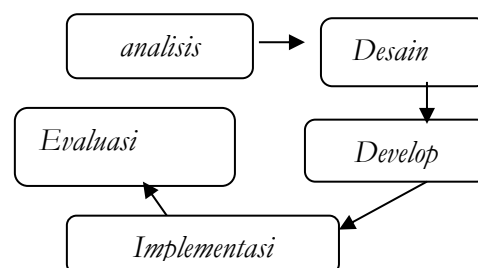 analisis
Desain
Develop
Implementasi
Evaluasi